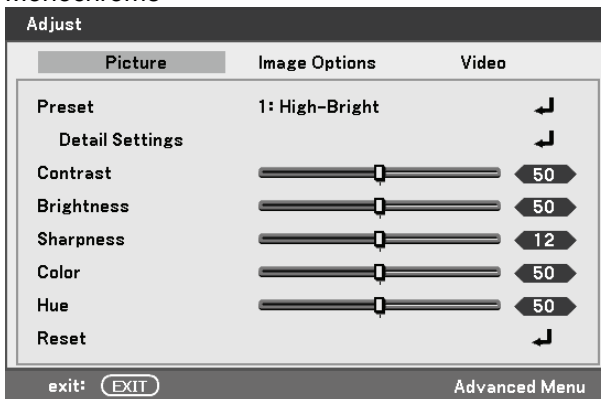 Adjust
Picture Image Options Video
Preset 1: High-Bright
Detail Settings
Contrast 50
Brightness 50
Sharpness 12
Color 50
Hue 50
Reset
exit: EXIT Advanced Menu